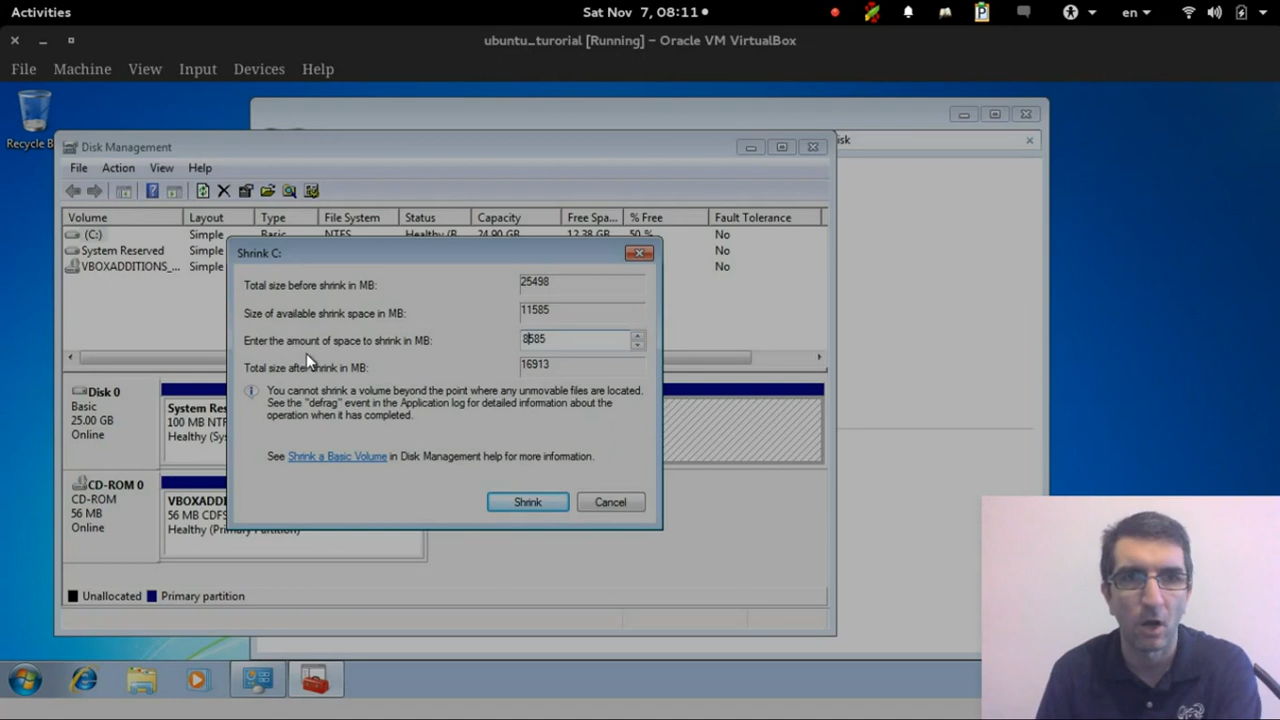 Activities
Sat Nov 7, 08:11
en
ubuntu_turorial [Running] – Oracle VM VirtualBox
File Machine View Input Devices Help
Recycle B
isk
Disk Management
File Action View Help
Volume Layout Type File System Status Capacity Free Spa... % Free Fault Tolerance
(C:) Simple Basic NTFS Healthy (B 24.90 GB 12.38 GB 50 % No
System Reserved Simple No
VBOXADDITIONS_... Simple No
Shrink C:
Total size before shrink in MB: 25498
Size of available shrink space in MB: 11585
Enter the amount of space to shrink in MB: 8585
Total size after shrink in MB: 16913
You cannot shrink a volume beyond the point where any unmovable files are located.
See the "defrag" event in the Application log for detailed information about the
operation when it has completed.
See Shrink a Basic Volume in Disk Management help for more information.
Shrink Cancel
Disk 0
Basic
25.00 GB
Online
System Res
100 MB NTF
Healthy (Sys
CD-ROM 0
CD-ROM
56 MB
Online
VBOXADDI
56 MB CDFS
Healthy (Primary Partition)
Unallocated Primary partition